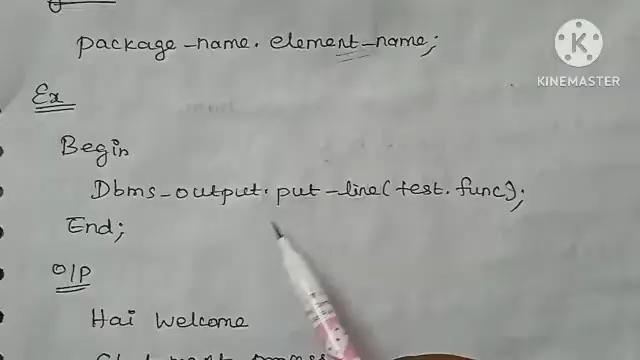 package-name. element-name;
KINEMASTER
Ex
Begin
Dbms-output. put-line(test.func);
End;
O/P
Hai Welcome